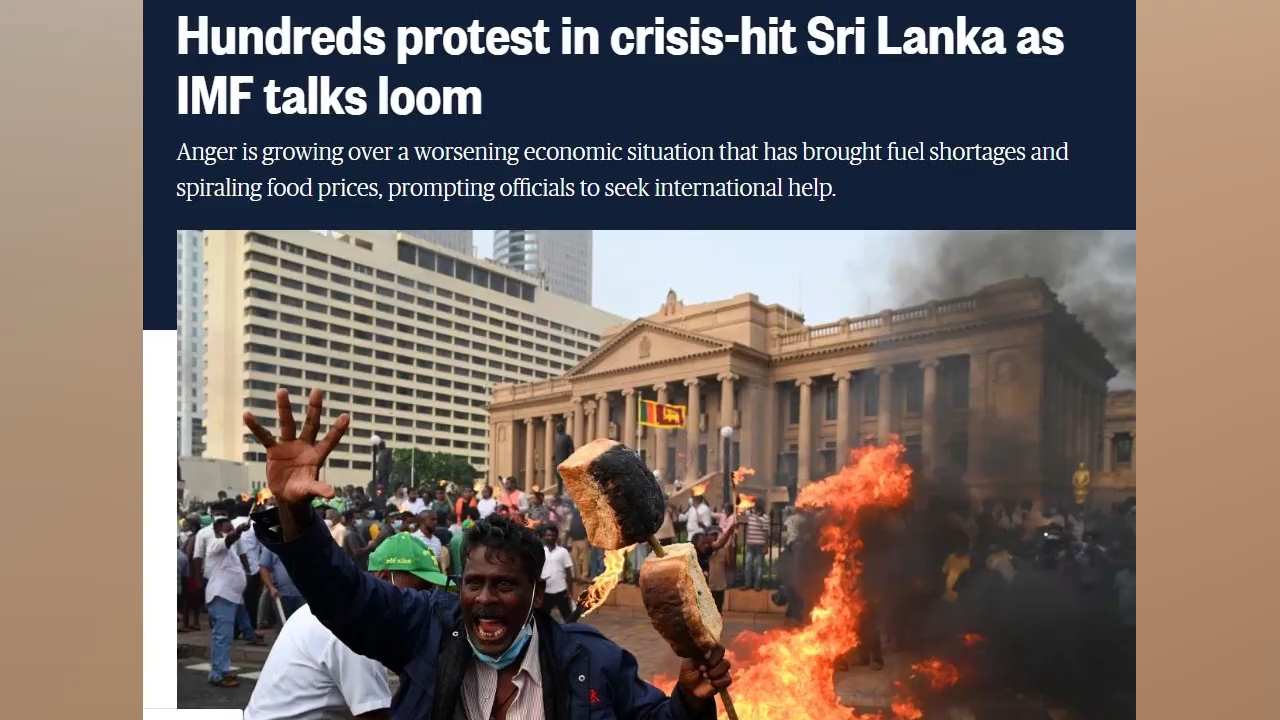 Hundreds protest in crisis-hit Sri Lanka as
IMF talks loom
Anger is growing over a worsening economic situation that has brought fuel shortages and
spiraling food prices, prompting officials to seek international help.